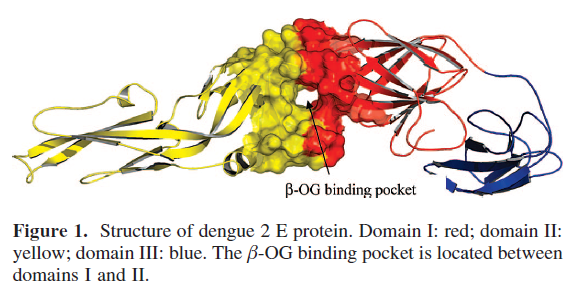 β-OG binding pocket
Figure 1. Structure of dengue 2 E protein. Domain I: red; domain II:
yellow; domain III: blue. The β-OG binding pocket is located between
domains I and II.